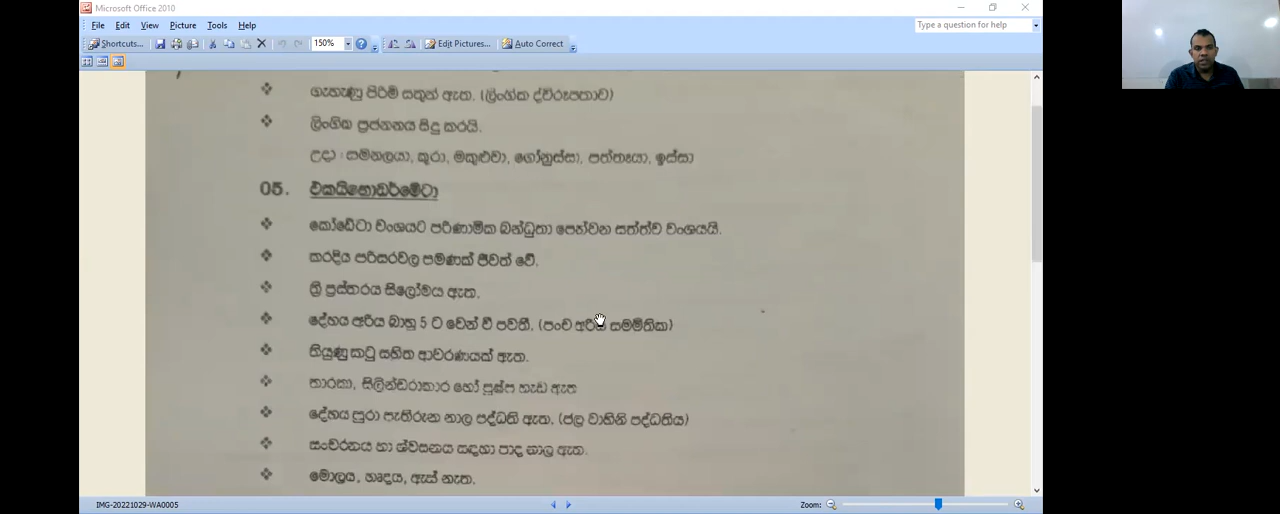 Microsoft Office 2010
File Edit View Picture Tools Help
Type a question for help
Shortcuts... 150% Edit Pictures... Auto Correct
ගැහැණු පිරිමි සතුන් ඇත. (ලිංගික ද්විරූපතාව)
ලිංගික ප්‍රජනනය සිදු කරයි.
උදා : සමනලයා, කූරා, මකුළුවා, ගෝනුස්සා, පත්තෑයා, ඉස්සා
05. එකයිනොඩර්මේටා
කෝඩේටා වංශයට පරිණාමික බන්ධුතා පෙන්වන සත්ත්ව වංශයයි.
කරදිය පරිසරවල පමණක් ජීවත් වේ.
ත්‍රි ප්‍රස්තරය සිලෝමය ඇත.
දේහය අරීය බාහු 5 ට වෙන් වී පවතී. (පංච අරීය සමමිතික)
තියුණු කටු සහිත ආවරණයක් ඇත.
තාරකා, සිලින්ඩරාකාර හෝ පුෂ්ප හැඩ ඇත
දේහය පුරා පැතිරුන නාල පද්ධති ඇත. (ජල වාහිනී පද්ධතිය)
සංචරනය හා ශ්වසනය සඳහා පාද නාල ඇත.
මොලය, හෘදය, ඇස් නැත.
IMG-20221029-WA0005 Zoom: